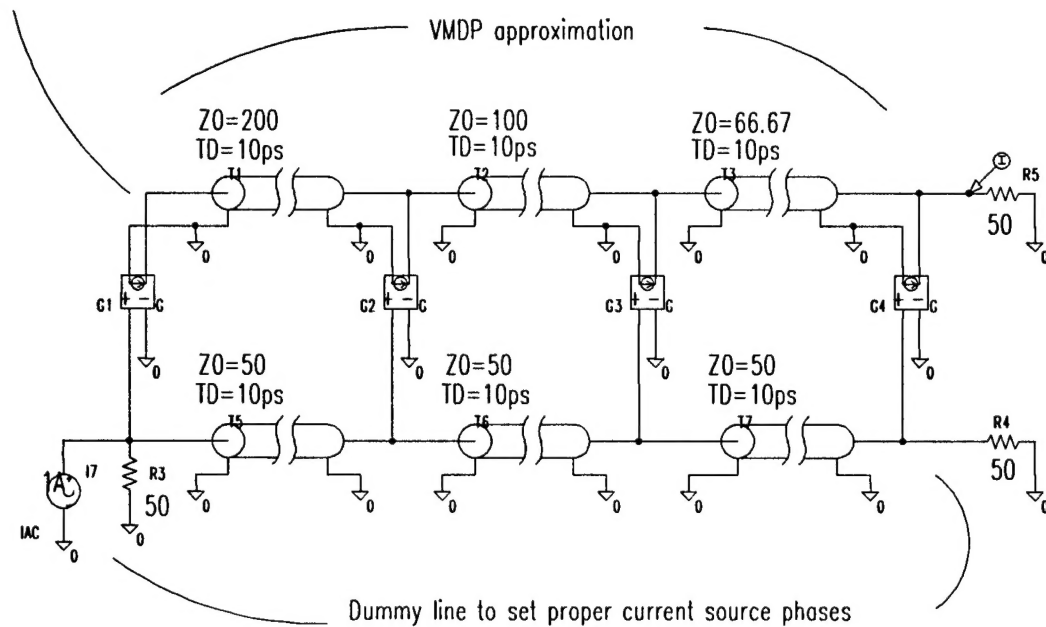 VMDP approximation
Z0=200
TD=10ps
T1
Z0=100
TD=10ps
T2
Z0=66.67
TD=10ps
T3
I
R5
50
0
0
0
0
0
0
0
G1
+ -
G
G2
+ -
G
G3
+ -
G
G4
+ -
G
0
0
0
0
Z0=50
TD=10ps
T5
Z0=50
TD=10ps
T6
Z0=50
TD=10ps
T7
R4
50
1A
I7
R3
50
IAC
0
0
0
0
0
0
0
0
0
Dummy line to set proper current source phases